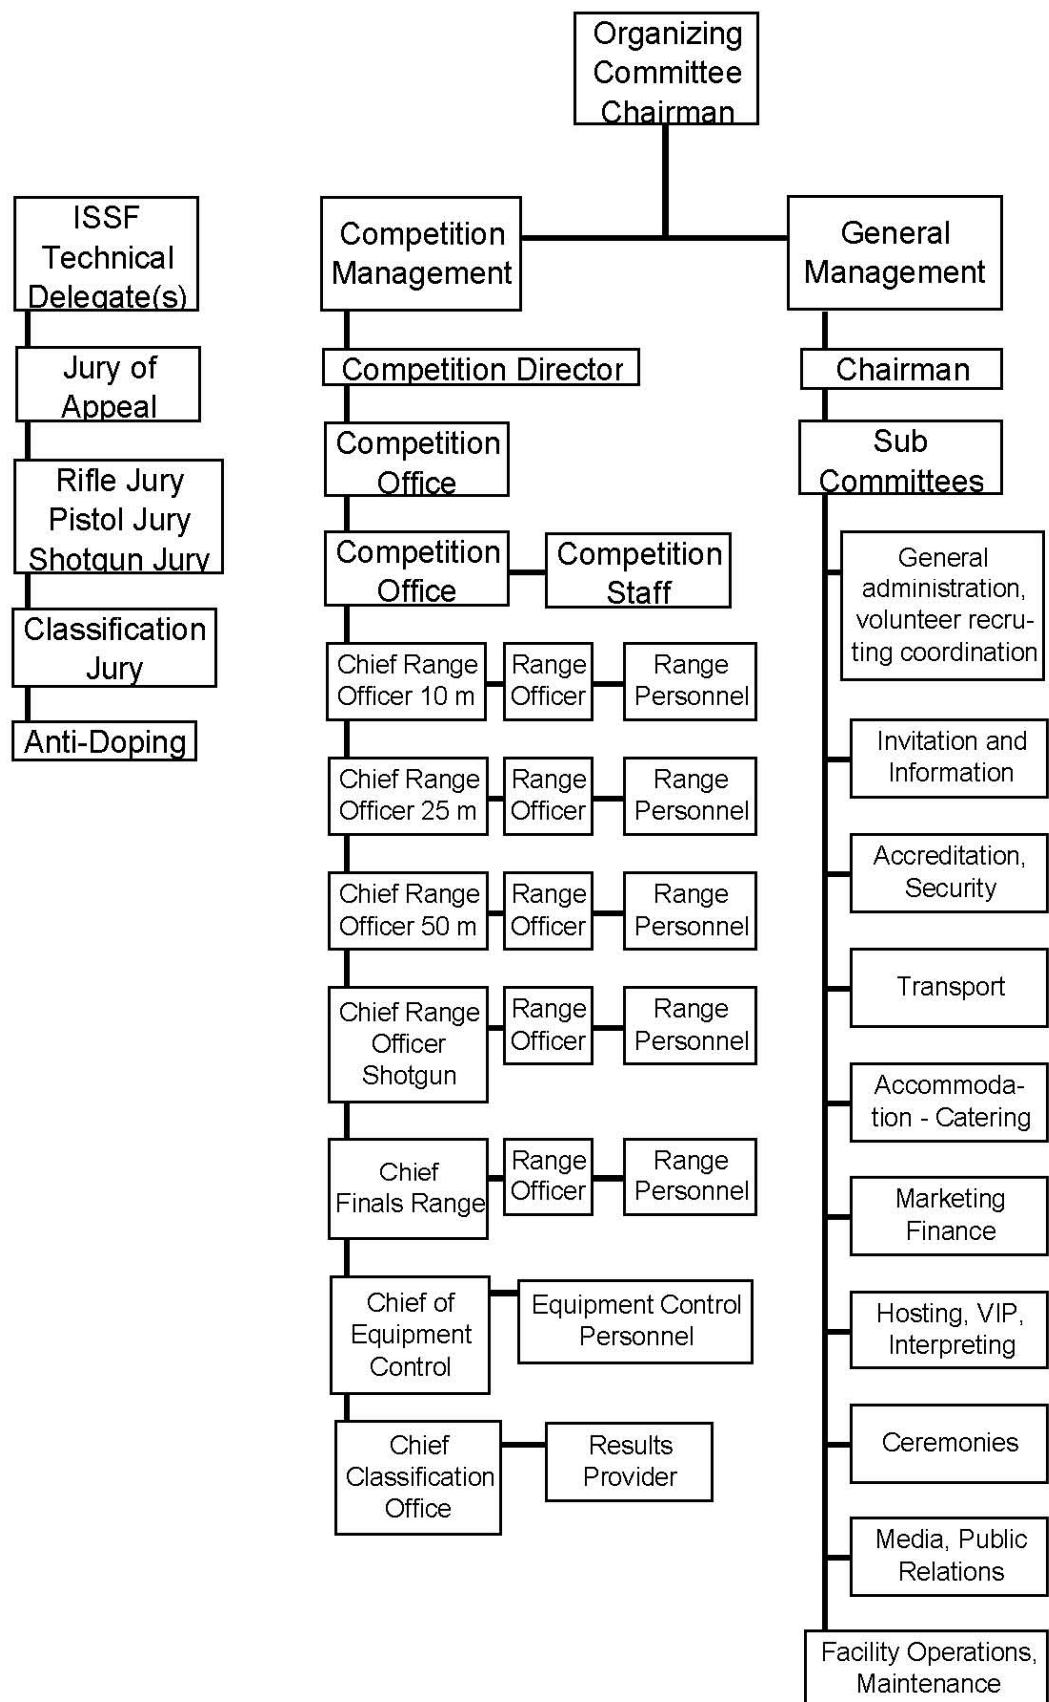 Organizing
Committee
Chairman
ISSF
Technical
Delegate(s)
Jury of
Appeal
Rifle Jury
Pistol Jury
Shotgun Jury
Classification
Jury
Anti-Doping
Competition
Management
Competition Director
Competition
Office
Competition
Office
Competition
Staff
Chief Range
Officer 10 m
Range
Officer
Range
Personnel
Chief Range
Officer 25 m
Range
Officer
Range
Personnel
Chief Range
Officer 50 m
Range
Officer
Range
Personnel
Chief Range
Officer
Shotgun
Range
Officer
Range
Personnel
Chief
Finals Range
Range
Officer
Range
Personnel
Chief of
Equipment
Control
Equipment Control
Personnel
Chief
Classification
Office
Results
Provider
General
Management
Chairman
Sub
Committees
General
administration,
volunteer recru-
ting coordination
Invitation and
Information
Accreditation,
Security
Transport
Accommoda-
tion - Catering
Marketing
Finance
Hosting, VIP,
Interpreting
Ceremonies
Media, Public
Relations
Facility Operations,
Maintenance